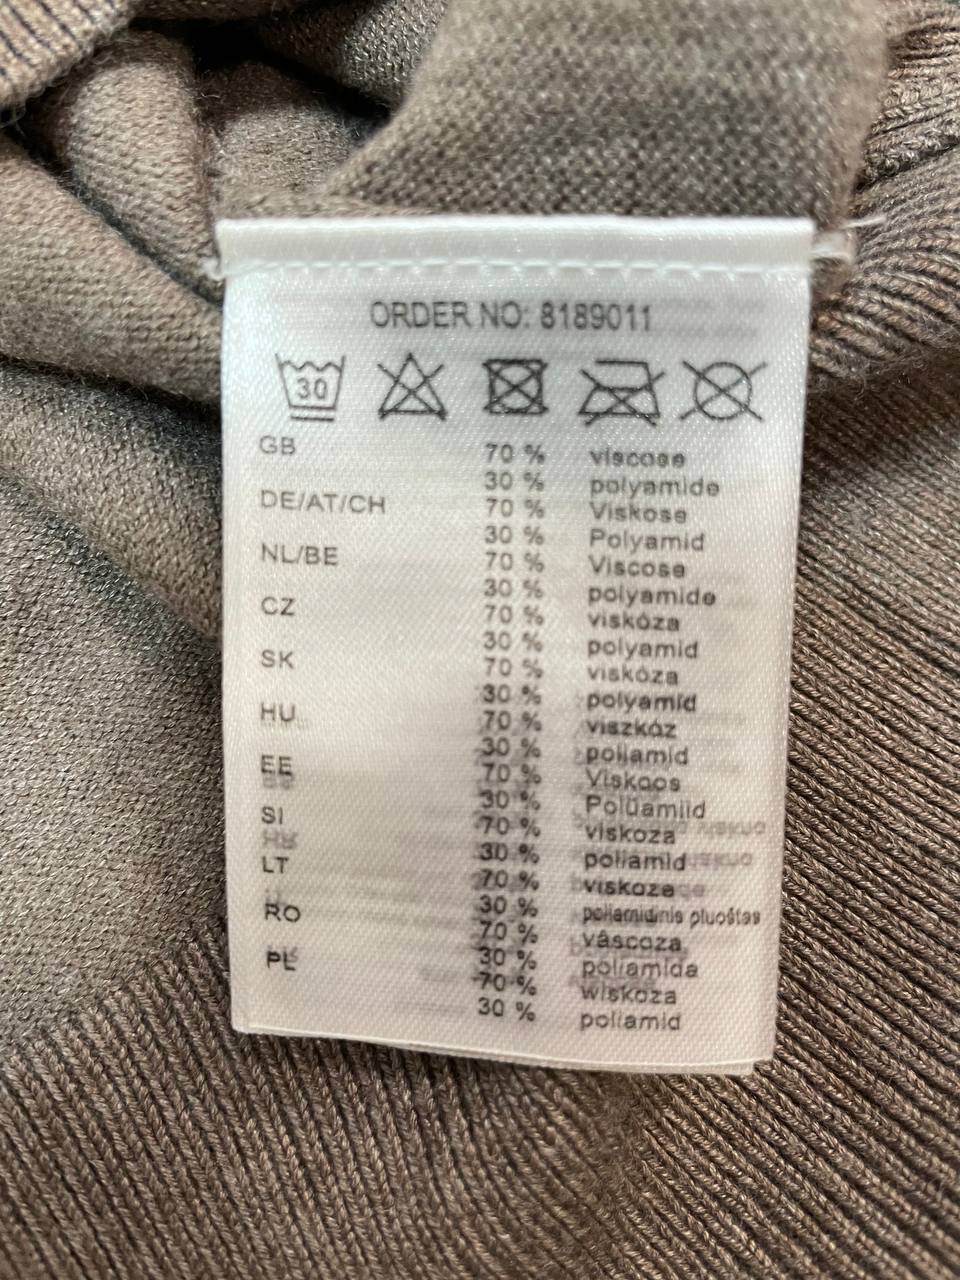 ORDER NO: 8189011
30
GB 70 % viscose
30 % polyamide
DE/AT/CH 70 % Viskose
30 % Polyamid
NL/BE 70 % Viscose
30 % polyamide
CZ 70 % viskóza
30 % polyamid
SK 70 % viskóza
30 % polyamid
HU 70 % viszkóz
30 % poliamid
EE 70 % Viskoos
30 % Polüamiid
SI 70 % viskoza
30 % poliamid
LT 70 % viskoze
30 % poliamidinis pluoštas
RO 70 % vâscoza
30 % poliamida
PL 70 % wiskoza
30 % poliamid